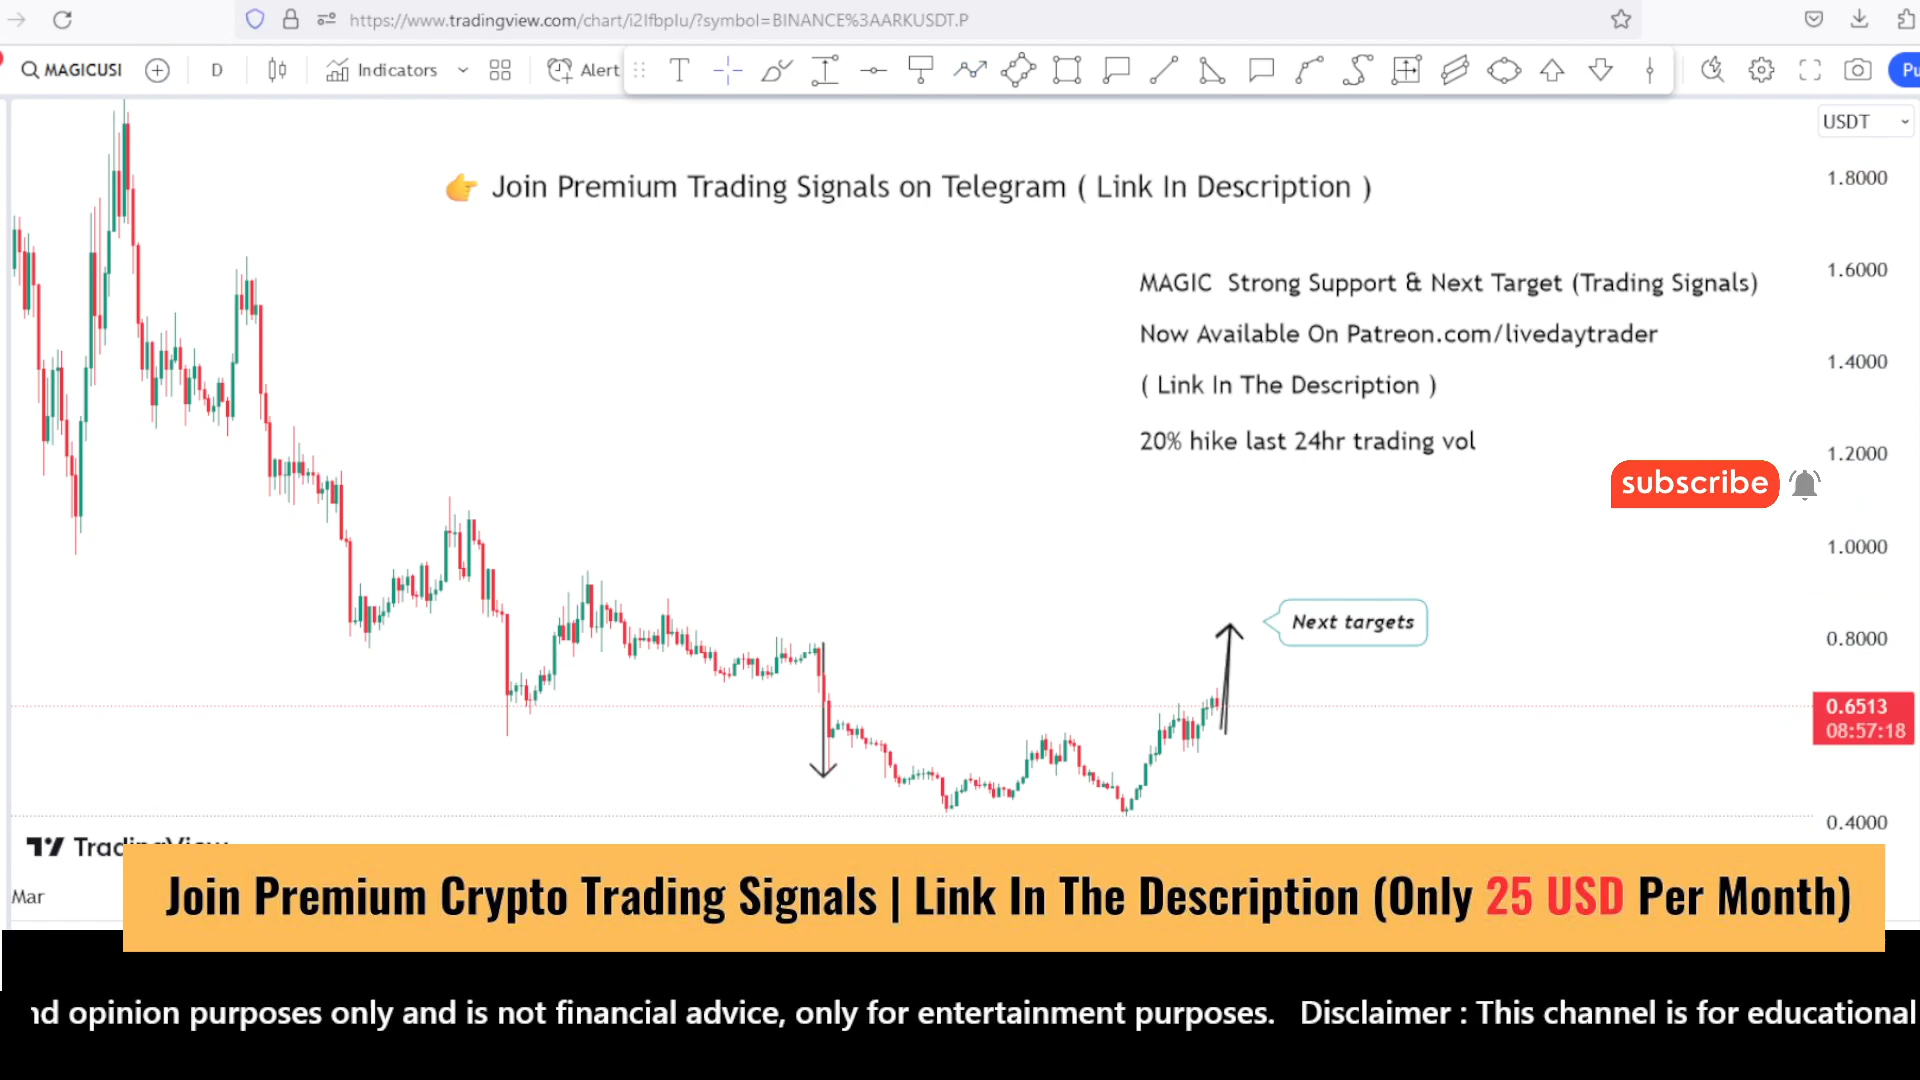 https://www.tradingview.com/chart/i2Ifbplu/?symbol=BINANCE%3AARKUSDT.P
MAGICUSI
D
Indicators
Alert
Pu
USDT
1.8000
👉 Join Premium Trading Signals on Telegram ( Link In Description )
1.6000
MAGIC Strong Support & Next Target (Trading Signals)
Now Available On Patreon.com/livedaytrader
1.4000
( Link In The Description )
20% hike last 24hr trading vol
1.2000
subscribe
1.0000
Next targets
0.8000
0.6513
08:57:18
0.4000
TradingView
Mar
Join Premium Crypto Trading Signals | Link In The Description (Only 25 USD Per Month)
nd opinion purposes only and is not financial advice, only for entertainment purposes. Disclaimer : This channel is for educational